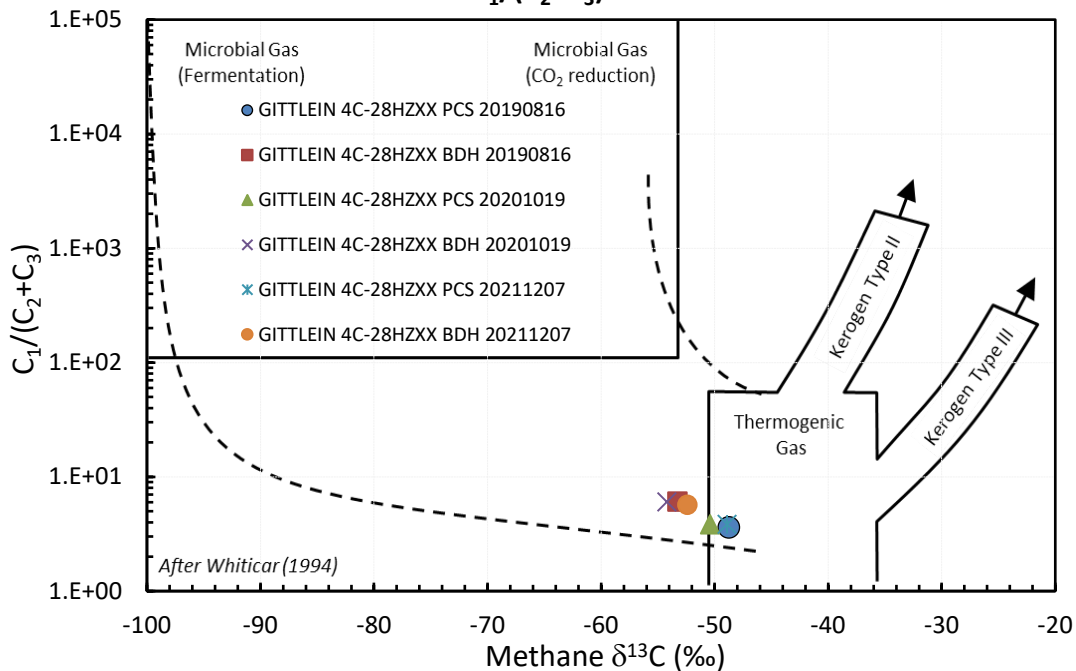 1.E+05
1.E+04
1.E+03
1.E+02
1.E+01
1.E+00
C₁/(C₂+C₃)
Microbial Gas
(Fermentation)
Microbial Gas
(CO₂ reduction)
GITTLEIN 4C-28HZXX PCS 20190816
GITTLEIN 4C-28HZXX BDH 20190816
GITTLEIN 4C-28HZXX PCS 20201019
GITTLEIN 4C-28HZXX BDH 20201019
GITTLEIN 4C-28HZXX PCS 20211207
GITTLEIN 4C-28HZXX BDH 20211207
Kerogen Type II
Kerogen Type III
Thermogenic
Gas
After Whiticar (1994)
-100 -90 -80 -70 -60 -50 -40 -30 -20
Methane δ¹³C (‰)